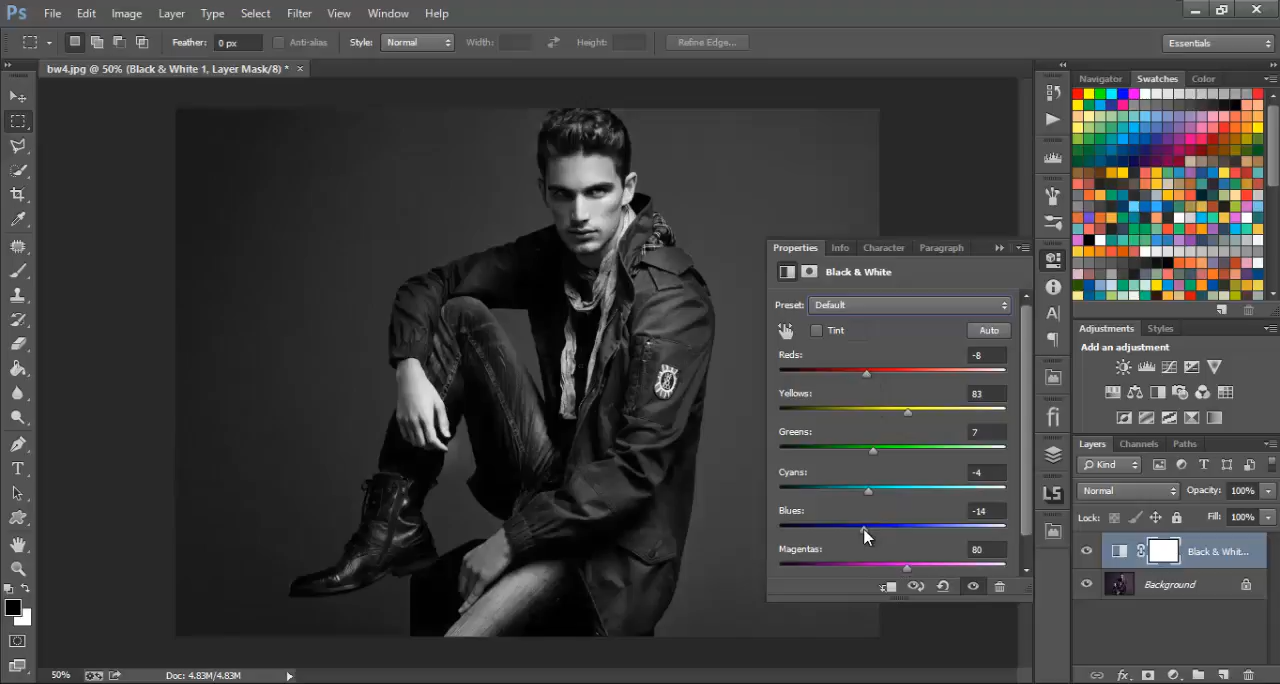 Ps File Edit Image Layer Type Select Filter View Window Help
Feather: 0 px Anti-alias Style: Normal Width: Height: Refine Edge... Essentials
bw4.jpg @ 50% (Black & White 1, Layer Mask/8) * ×
Navigator Swatches Color
Properties Info Character Paragraph
Black & White
Preset: Default
Tint Auto
Reds: -8
Yellows: 83
Greens: 7
Cyans: -4
Blues: -14
Magentas: 80
Adjustments Styles
Add an adjustment
Layers Channels Paths
Kind
Normal Opacity: 100%
Lock: Fill: 100%
Black & Whit...
Background
50% Doc: 4.83M/4.83M